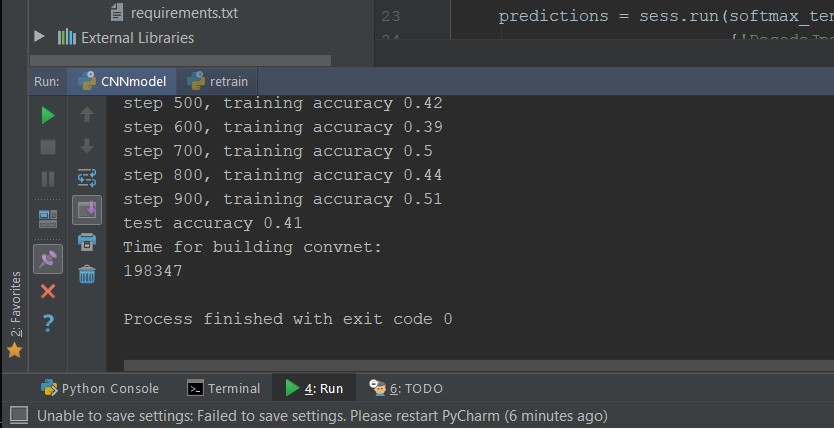 requirements.txt
External Libraries
23 predictions = sess.run(softmax_ten
24
Run: CNNmodel retrain
step 500, training accuracy 0.42
step 600, training accuracy 0.39
step 700, training accuracy 0.5
step 800, training accuracy 0.44
step 900, training accuracy 0.51
test accuracy 0.41
Time for building convnet:
198347
Process finished with exit code 0
2: Favorites
Python Console Terminal 4: Run 6: TODO
Unable to save settings: Failed to save settings. Please restart PyCharm (6 minutes ago)